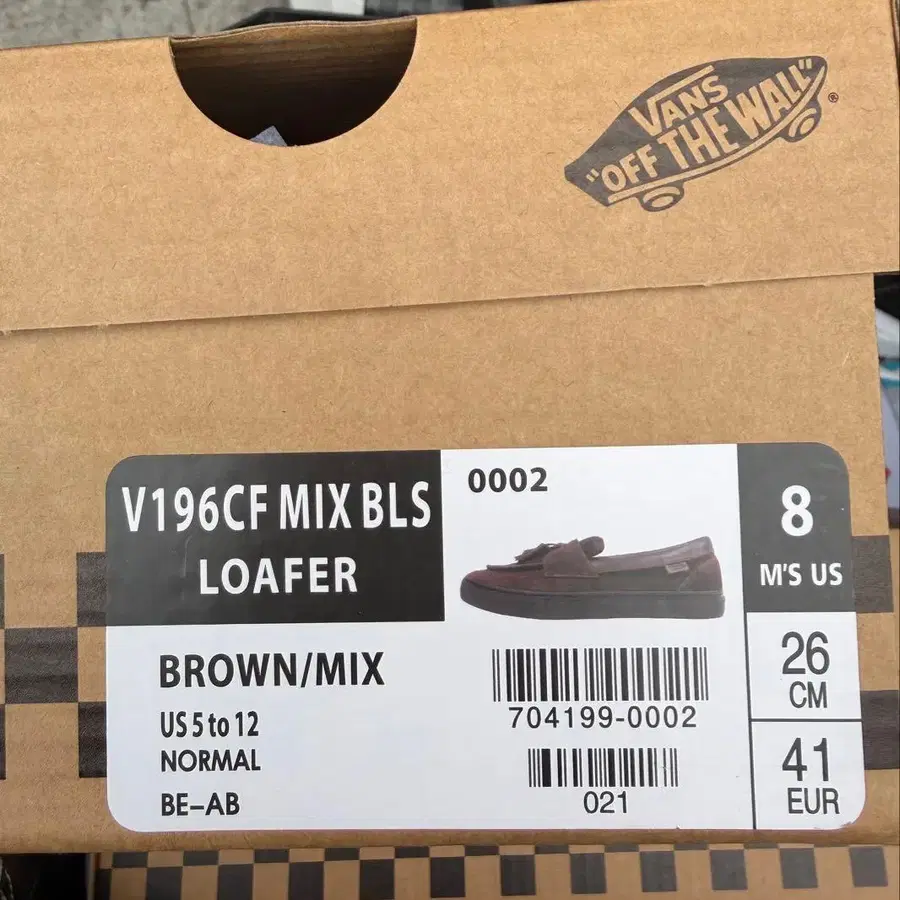 VANS
"OFF THE WALL"
®
V196CF MIX BLS
LOAFER
0002
8
M'S US
BROWN/MIX
US 5 to 12
NORMAL
BE-AB
704199-0002
021
26
CM
41
EUR